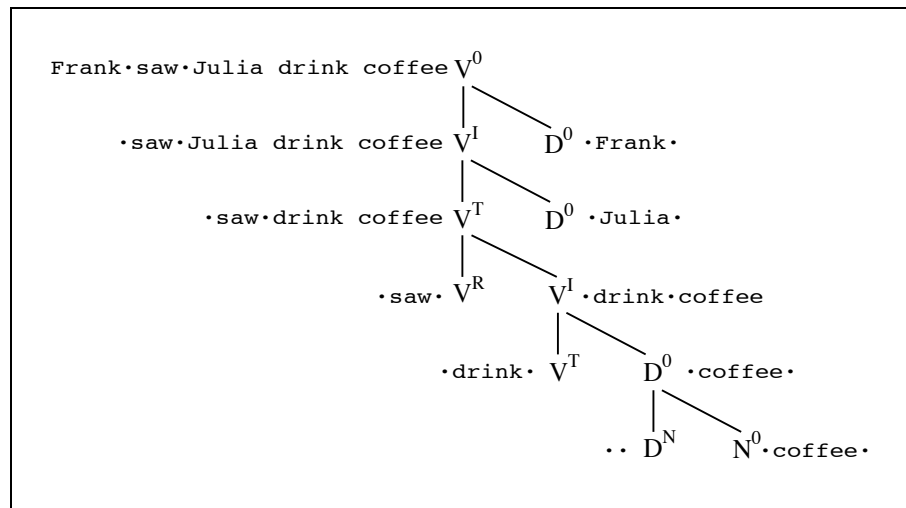 Frank·saw·Julia drink coffee V⁰
·saw·Julia drink coffee Vᴵ D⁰ ·Frank·
·saw·drink coffee Vᵀ D⁰ ·Julia·
·saw· Vᴿ Vᴵ ·drink·coffee
·drink· Vᵀ D⁰ ·coffee·
·· Dᴺ N⁰·coffee·